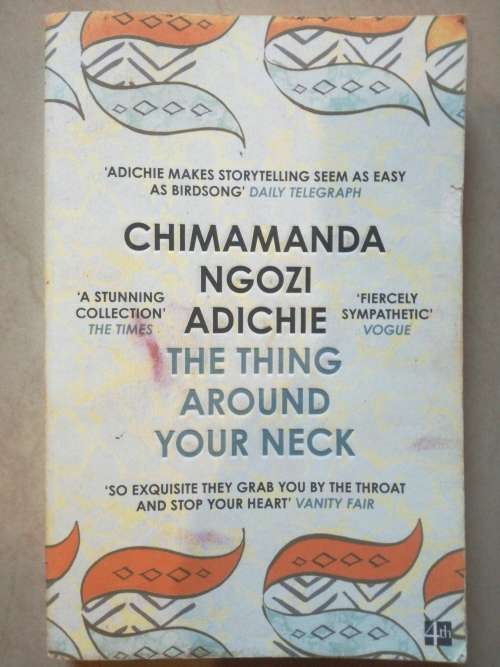 'ADICHIE MAKES STORYTELLING SEEM AS EASY
AS BIRDSONG' DAILY TELEGRAPH
CHIMAMANDA
NGOZI
ADICHIE
'A STUNNING
COLLECTION'
THE TIMES
'FIERCELY
SYMPATHETIC'
VOGUE
THE THING
AROUND
YOUR NECK
'SO EXQUISITE THEY GRAB YOU BY THE THROAT
AND STOP YOUR HEART' VANITY FAIR
4th